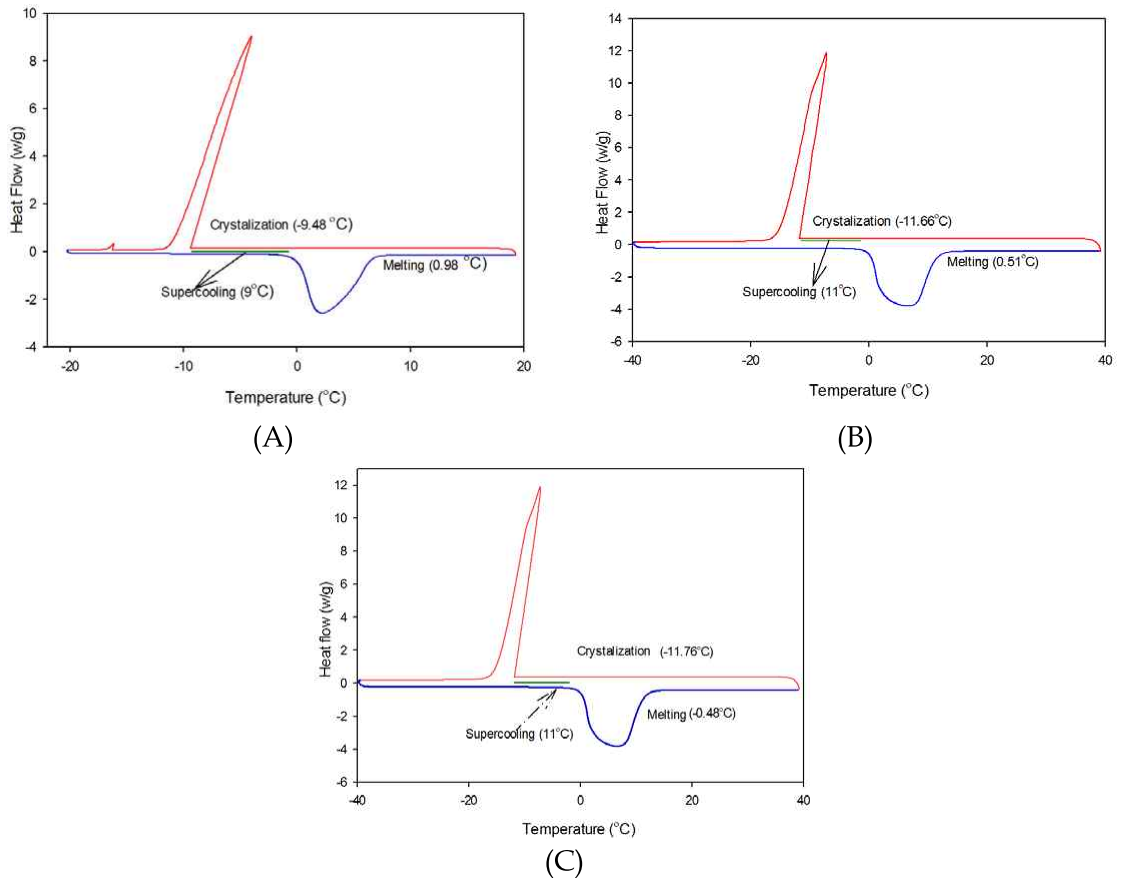 10
8
6
4
2
0
-2
-4
Heat Flow (w/g)
Crystalization (-9.48 °C)
Melting (0.98 °C)
Supercooling (9°C)
-20 -10 0 10 20
Temperature (°C)
(A)
14
12
10
8
6
4
2
0
-2
-4
-6
Heat Flow (w/g)
Crystalization (-11.66°C)
Melting (0.51°C)
Supercooling (11°C)
-40 -20 0 20 40
Temperature (°C)
(B)
12
10
8
6
4
2
0
-2
-4
-6
Heat flow (w/g)
Crystalization (-11.76°C)
Melting (-0.48°C)
Supercooling (11°C)
-40 -20 0 20 40
Temperature (°C)
(C)